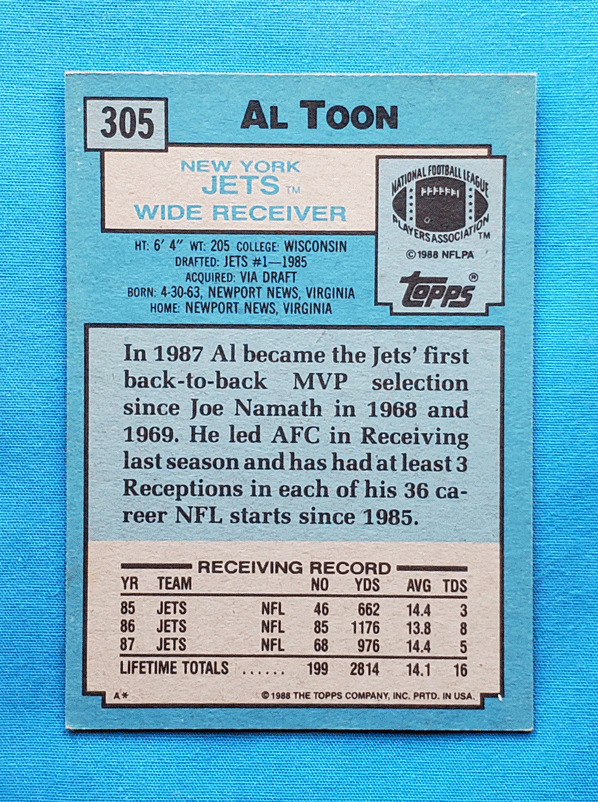 305
AL TOON
NEW YORK
JETS TM
WIDE RECEIVER
NATIONAL FOOTBALL LEAGUE
PLAYERS ASSOCIATION TM
©1988 NFLPA
TOPPS®
HT: 6' 4" WT: 205 COLLEGE: WISCONSIN
DRAFTED: JETS #1—1985
ACQUIRED: VIA DRAFT
BORN: 4-30-63, NEWPORT NEWS, VIRGINIA
HOME: NEWPORT NEWS, VIRGINIA
In 1987 Al became the Jets' first
back-to-back MVP selection
since Joe Namath in 1968 and
1969. He led AFC in Receiving
last season and has had at least 3
Receptions in each of his 36 ca-
reer NFL starts since 1985.
RECEIVING RECORD
YR TEAM NO YDS AVG TDS
85 JETS NFL 46 662 14.4 3
86 JETS NFL 85 1176 13.8 8
87 JETS NFL 68 976 14.4 5
LIFETIME TOTALS ...... 199 2814 14.1 16
A* © 1988 THE TOPPS COMPANY, INC. PRTD. IN USA.